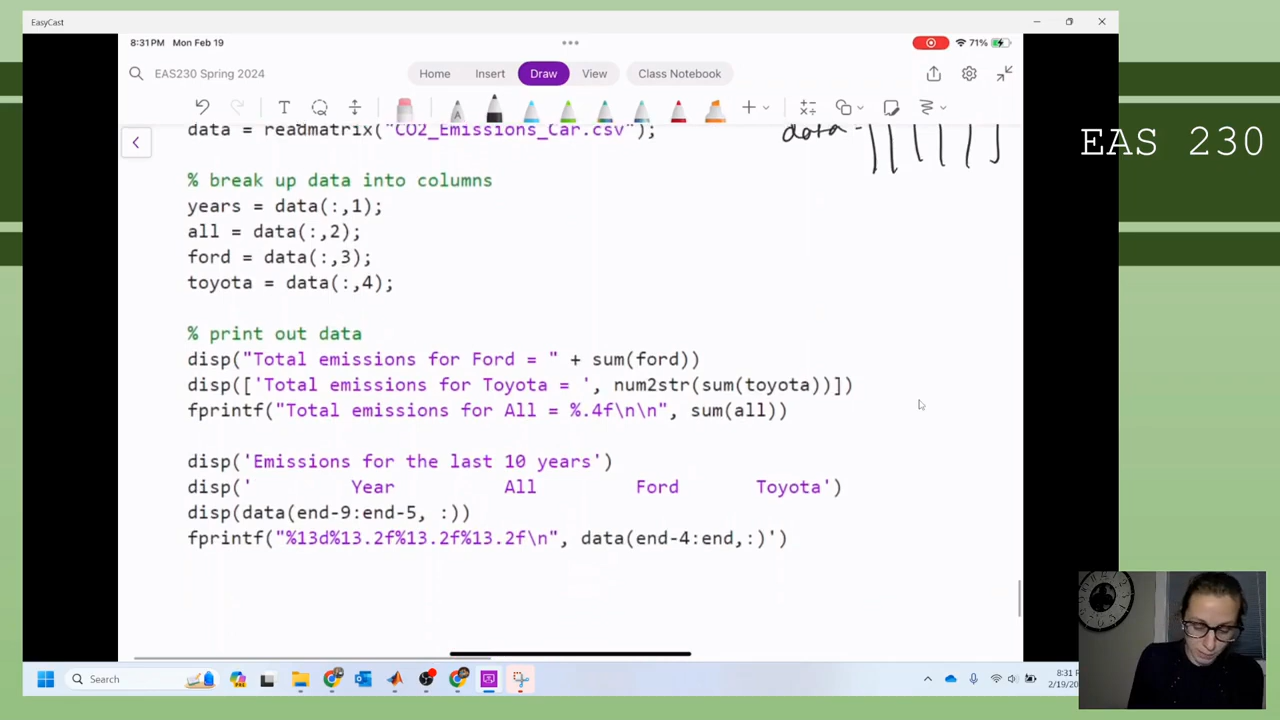 EasyCast
8:31PM Mon Feb 19
71%
EAS230 Spring 2024
Home Insert Draw View Class Notebook
EAS 230
data = readmatrix("CO2_Emissions_Car.csv");
data
% break up data into columns
years = data(:,1);
all = data(:,2);
ford = data(:,3);
toyota = data(:,4);
% print out data
disp("Total emissions for Ford = " + sum(ford))
disp(['Total emissions for Toyota = ', num2str(sum(toyota))])
fprintf("Total emissions for All = %.4f\n\n", sum(all))
disp('Emissions for the last 10 years')
disp(' Year All Ford Toyota')
disp(data(end-9:end-5, :))
fprintf("%13d%13.2f%13.2f%13.2f\n", data(end-4:end,:)')
Search
8:31 P
2/19/20